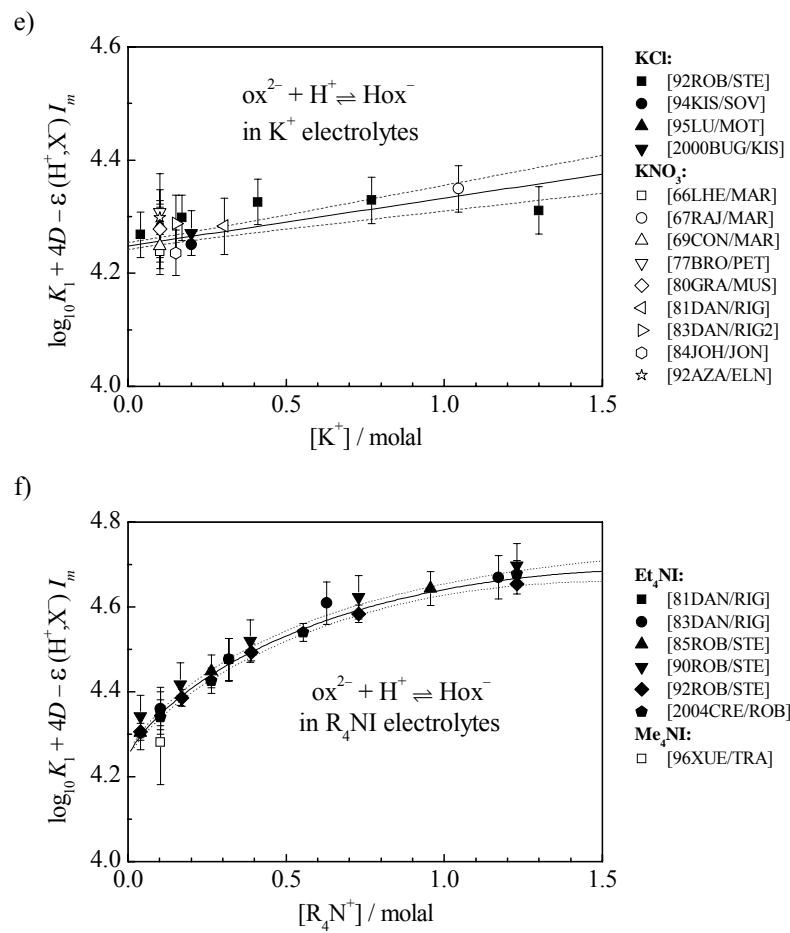 e)
4.6
4.4
4.2
4.0
log₁₀ K₁ + 4D − ε (H⁺,X⁻) Iₘ
ox²⁻ + H⁺ ⇌ Hox⁻
in K⁺ electrolytes
0.0 0.5 1.0 1.5
[K⁺] / molal
KCl:
[92ROB/STE]
[94KIS/SOV]
[95LU/MOT]
[2000BUG/KIS]
KNO₃:
[66LHE/MAR]
[67RAJ/MAR]
[69CON/MAR]
[77BRO/PET]
[80GRA/MUS]
[81DAN/RIG]
[83DAN/RIG2]
[84JOH/JON]
[92AZA/ELN]
f)
4.8
4.6
4.4
4.2
4.0
log₁₀ K₁ + 4D − ε (H⁺,X⁻) Iₘ
ox²⁻ + H⁺ ⇌ Hox⁻
in R₄NI electrolytes
0.0 0.5 1.0 1.5
[R₄N⁺] / molal
Et₄NI:
[81DAN/RIG]
[83DAN/RIG]
[85ROB/STE]
[90ROB/STE]
[92ROB/STE]
[2004CRE/ROB]
Me₄NI:
[96XUE/TRA]